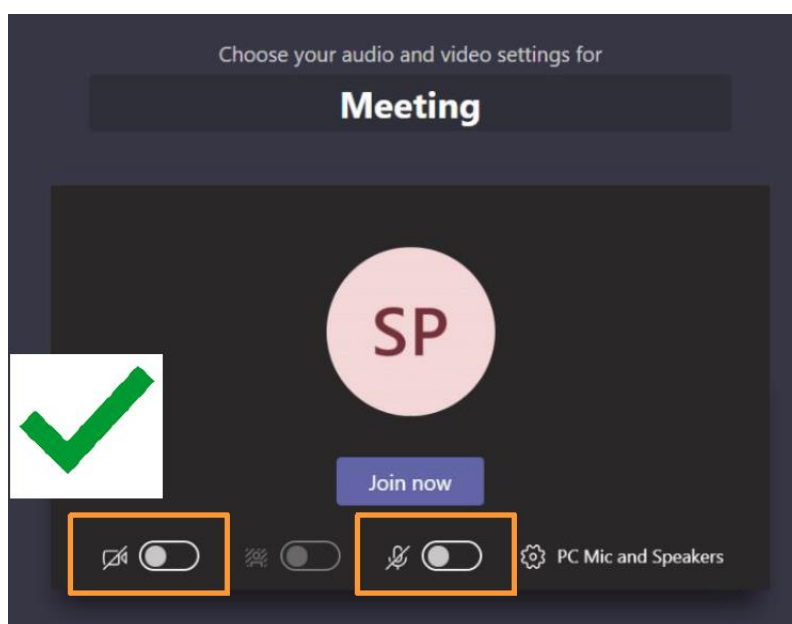 Choose your audio and video settings for
Meeting
SP
Join now
PC Mic and Speakers